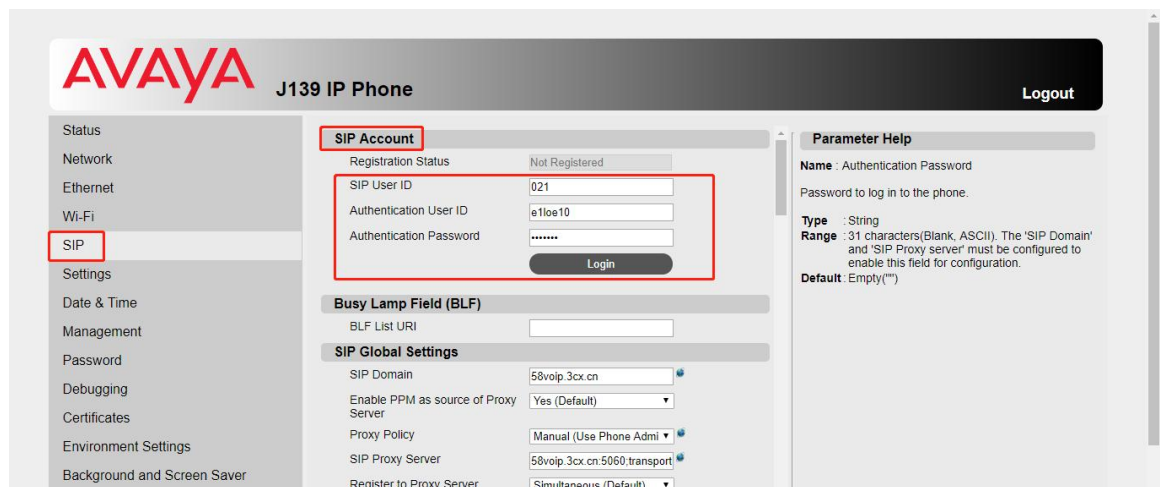 AVAYA
J139 IP Phone
Logout
Status
Network
Ethernet
Wi-Fi
SIP
Settings
Date & Time
Management
Password
Debugging
Certificates
Environment Settings
Background and Screen Saver
SIP Account
Registration Status Not Registered
SIP User ID 021
Authentication User ID e1loe10
Authentication Password •••••••
Login
Busy Lamp Field (BLF)
BLF List URI
SIP Global Settings
SIP Domain 58voip.3cx.cn
Enable PPM as source of Proxy Yes (Default)
Server
Proxy Policy Manual (Use Phone Admi
SIP Proxy Server 58voip.3cx.cn:5060;transport
Register to Proxy Server Simultaneous (Default)
Parameter Help
Name : Authentication Password
Password to log in to the phone.
Type : String
Range : 31 characters(Blank, ASCII). The 'SIP Domain'
and 'SIP Proxy server' must be configured to
enable this field for configuration.
Default : Empty("")